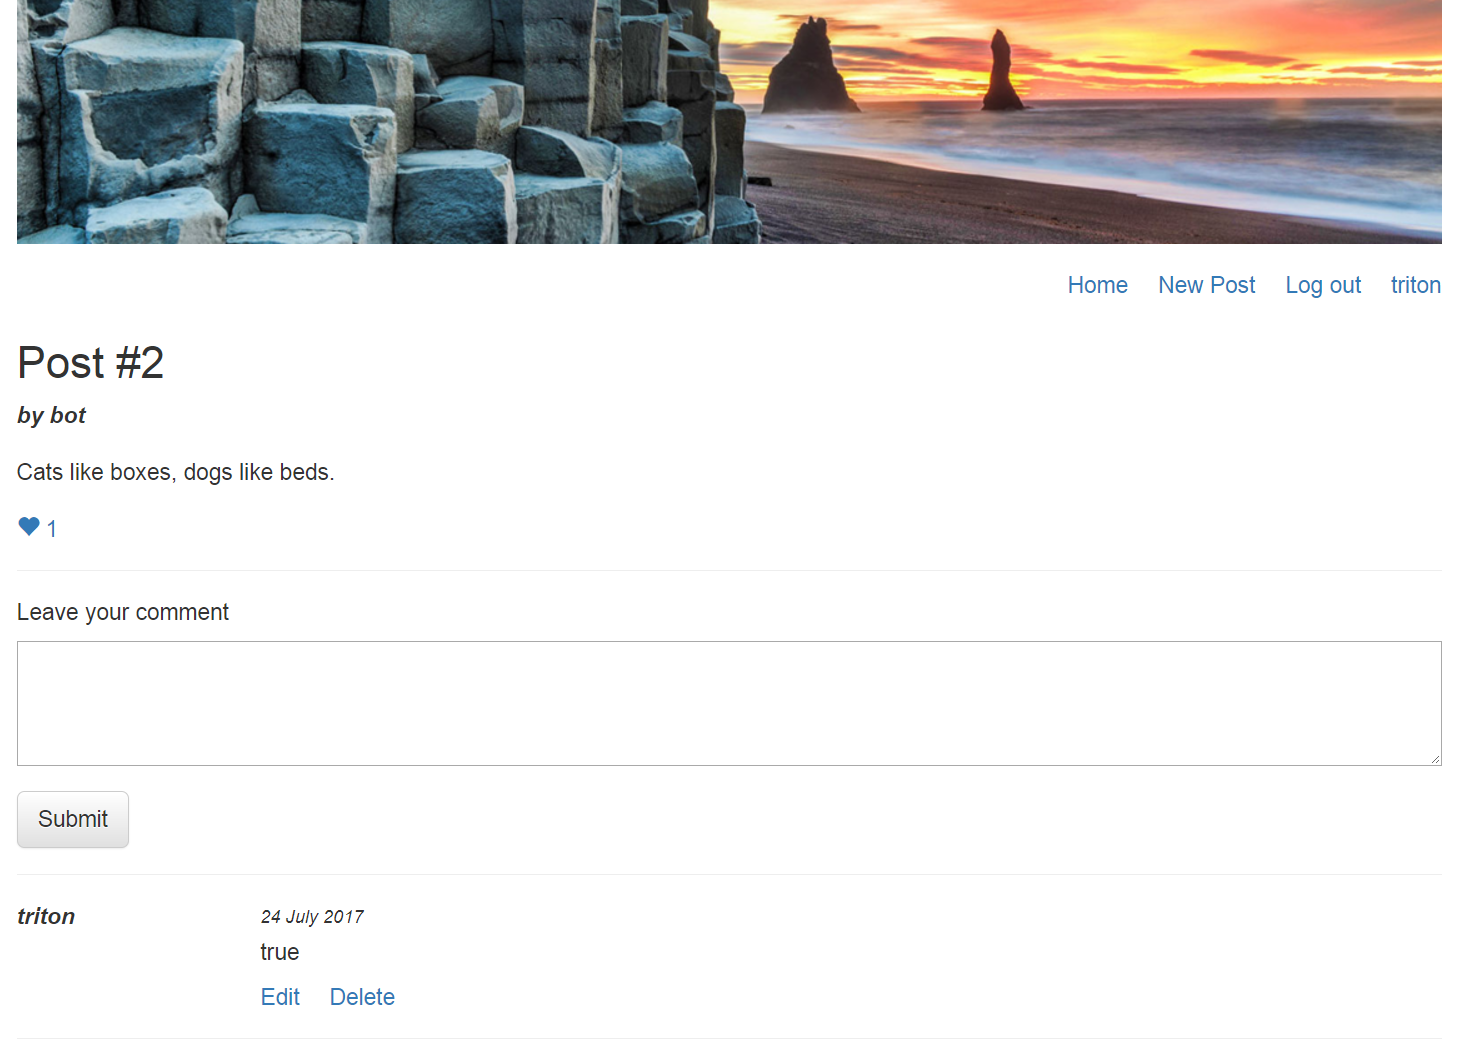 Home New Post Log out triton
Post #2
by bot
Cats like boxes, dogs like beds.
1
Leave your comment
Submit
triton 24 July 2017
true
Edit Delete